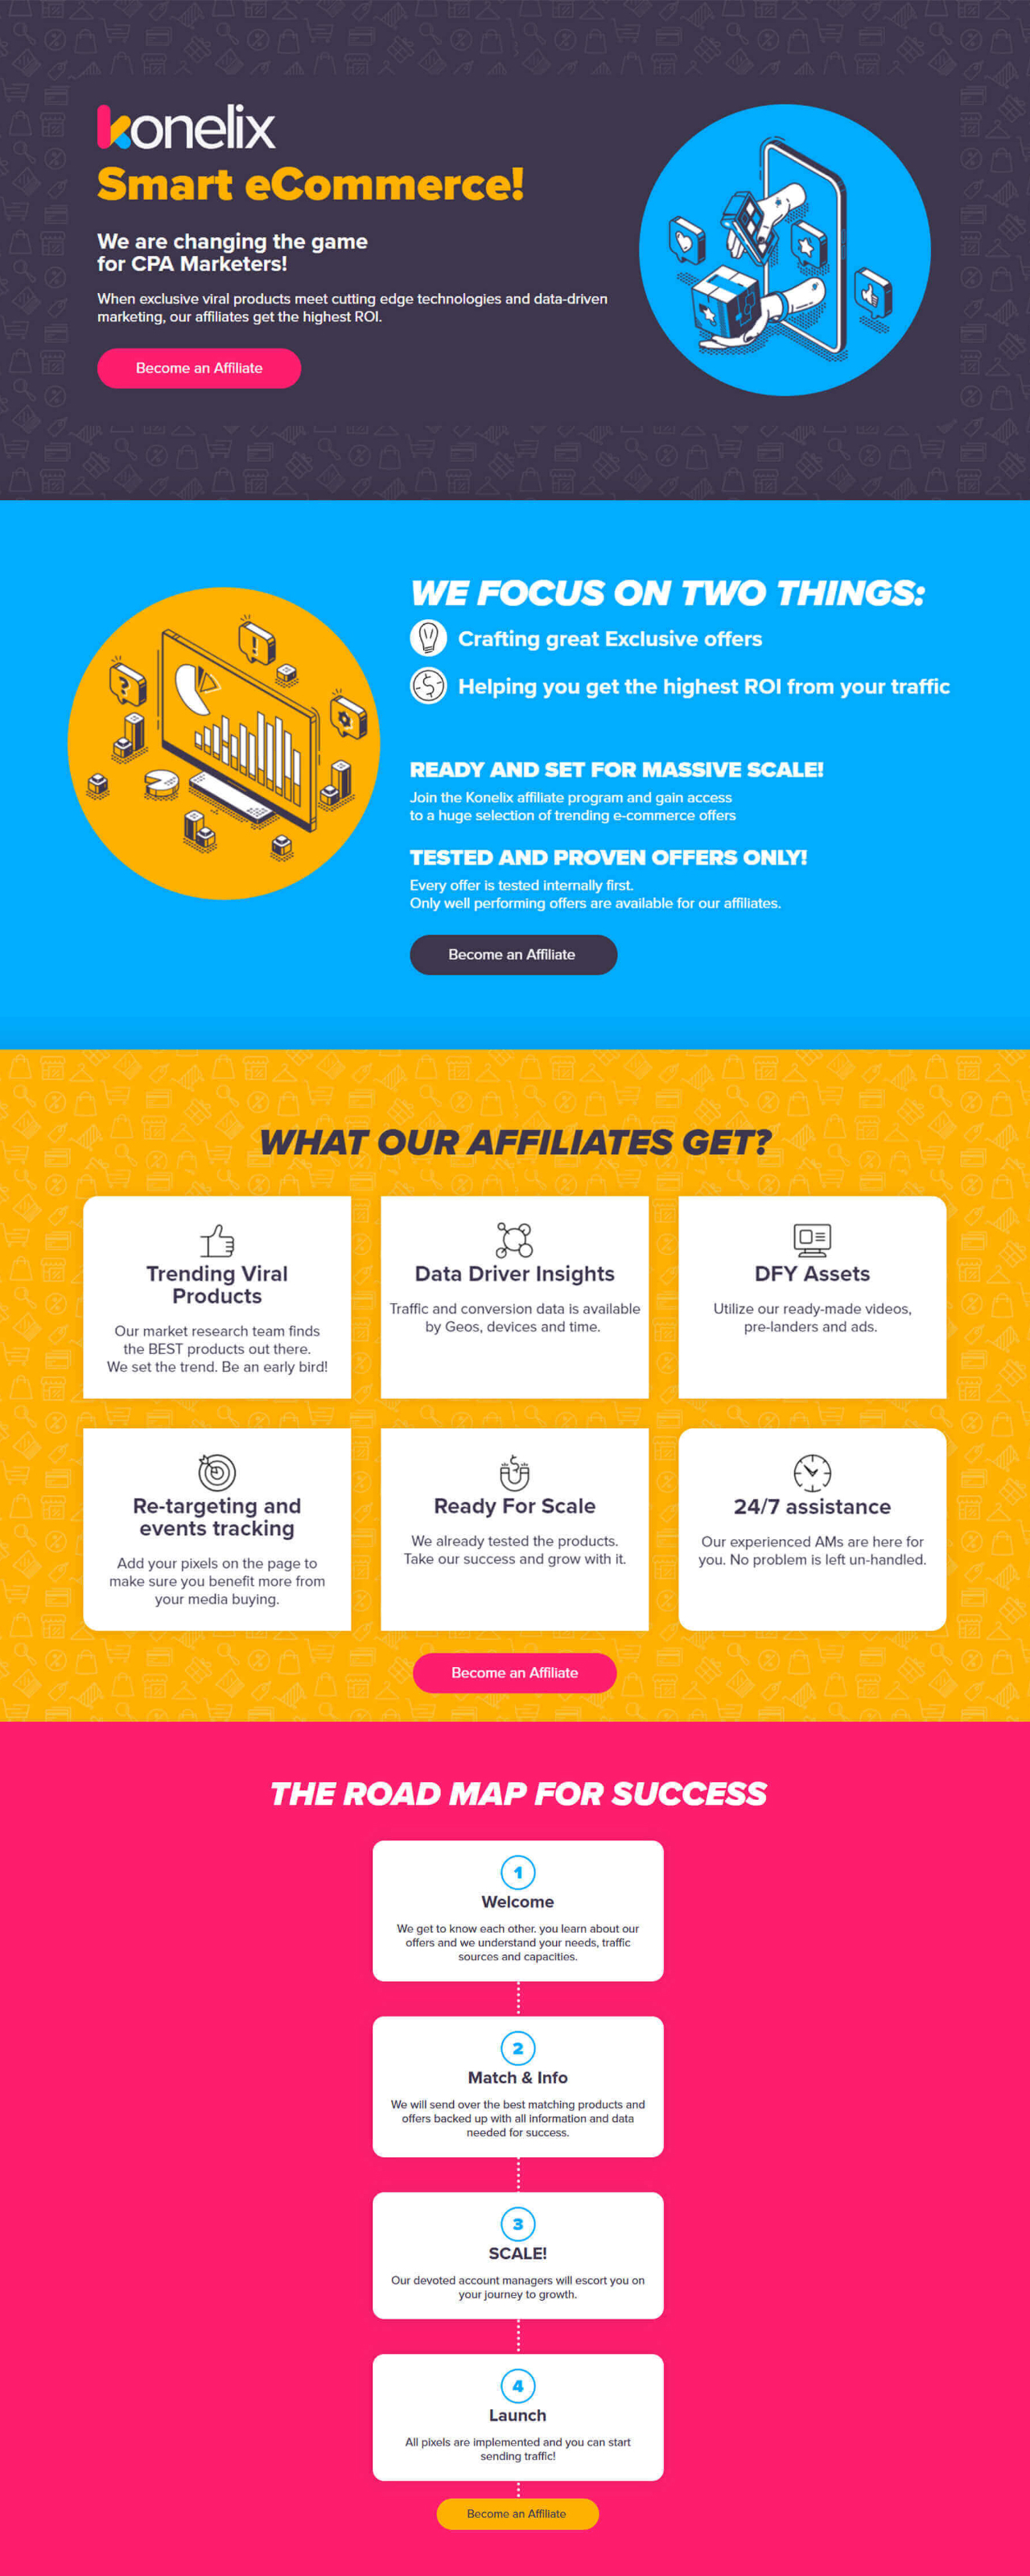 konelix
Smart eCommerce!
We are changing the game
for CPA Marketers!
When exclusive viral products meet cutting edge technologies and data-driven
marketing, our affiliates get the highest ROI.
Become an Affiliate
WE FOCUS ON TWO THINGS:
Crafting great Exclusive offers
Helping you get the highest ROI from your traffic
READY AND SET FOR MASSIVE SCALE!
Join the Konelix affiliate program and gain access
to a huge selection of trending e-commerce offers
TESTED AND PROVEN OFFERS ONLY!
Every offer is tested internally first.
Only well performing offers are available for our affiliates.
Become an Affiliate
WHAT OUR AFFILIATES GET?
Trending Viral
Products
Our market research team finds
the BEST products out there.
We set the trend. Be an early bird!
Data Driver Insights
Traffic and conversion data is available
by Geos, devices and time.
DFY Assets
Utilize our ready-made videos,
pre-landers and ads.
Re-targeting and
events tracking
Add your pixels on the page to
make sure you benefit more from
your media buying.
Ready For Scale
We already tested the products.
Take our success and grow with it.
24/7 assistance
Our experienced AMs are here for
you. No problem is left un-handled.
Become an Affiliate
THE ROAD MAP FOR SUCCESS
1
Welcome
We get to know each other. you learn about our
offers and we understand your needs, traffic
sources and capacities.
2
Match & Info
We will send over the best matching products and
offers backed up with all information and data
needed for success.
3
SCALE!
Our devoted account managers will escort you on
your journey to growth.
4
Launch
All pixels are implemented and you can start
sending traffic!
Become an Affiliate